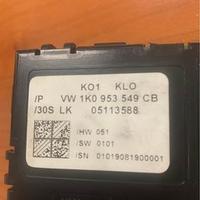 KO1 KLO
/P VW 1K0 953 549 CB
/30S LK 05113588
/HW 051
/SW 0101
/SN 01019081900001